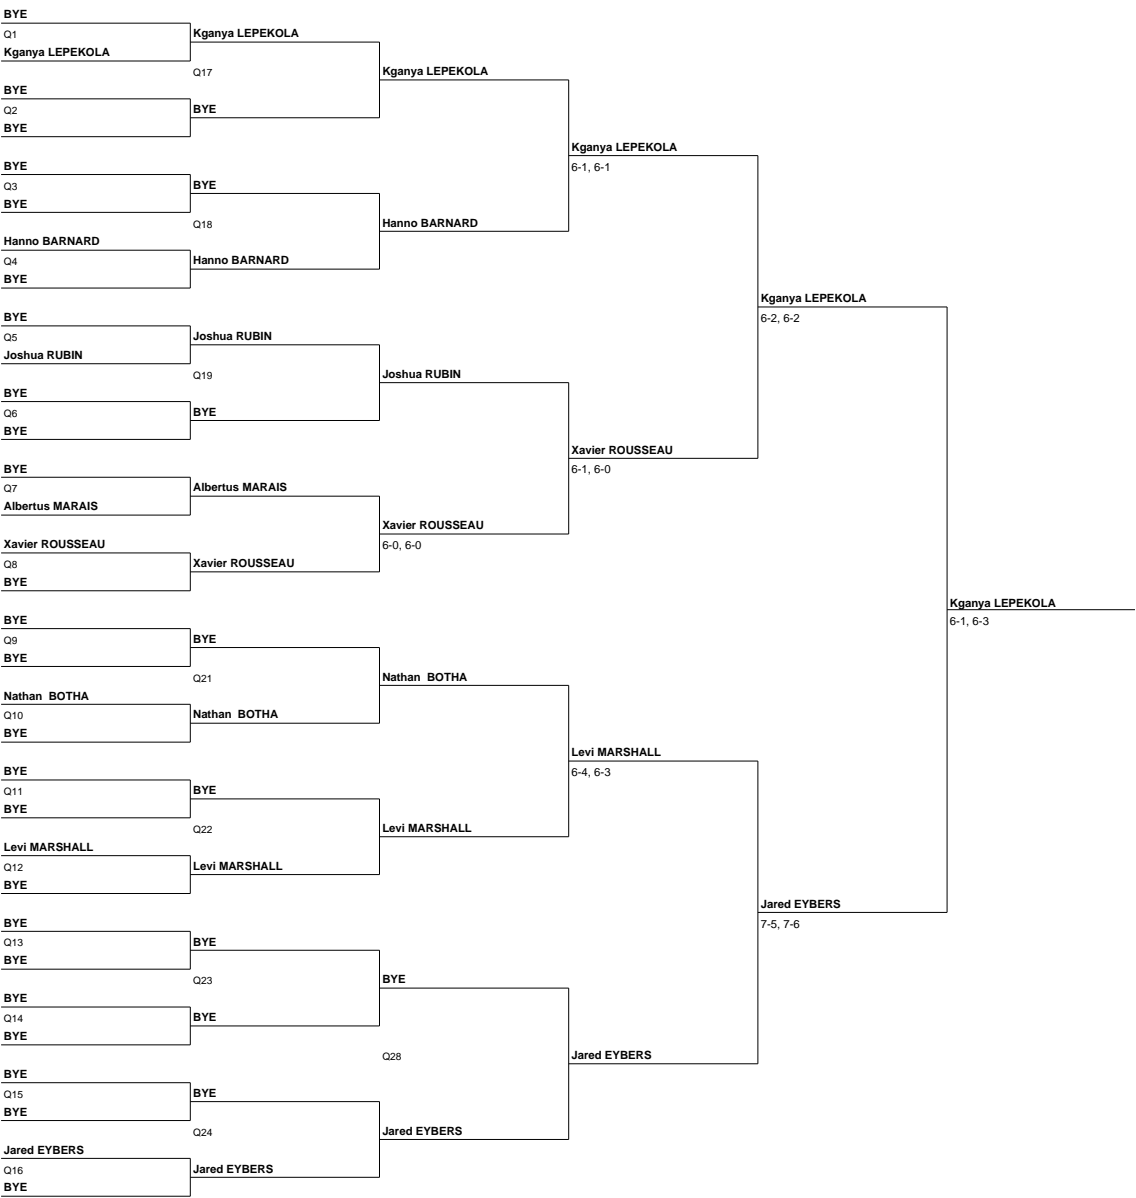 BYE
Q1
Kganya LEPEKOLA
BYE
Q2
BYE
BYE
Q3
BYE
Hanno BARNARD
Q4
BYE
BYE
Q5
Joshua RUBIN
BYE
Q6
BYE
BYE
Q7
Albertus MARAIS
Xavier ROUSSEAU
Q8
BYE
BYE
Q9
BYE
Nathan BOTHA
Q10
BYE
BYE
Q11
BYE
Levi MARSHALL
Q12
BYE
BYE
Q13
BYE
BYE
Q14
BYE
BYE
Q15
BYE
Jared EYBERS
Q16
BYE
Kganya LEPEKOLA
Q17
BYE
BYE
Q18
Hanno BARNARD
Joshua RUBIN
Q19
BYE
Albertus MARAIS
Xavier ROUSSEAU
BYE
Q21
Nathan BOTHA
BYE
Q22
Levi MARSHALL
BYE
Q23
BYE
BYE
Q24
Jared EYBERS
Kganya LEPEKOLA
Hanno BARNARD
Joshua RUBIN
Xavier ROUSSEAU
6-0, 6-0
Nathan BOTHA
Levi MARSHALL
BYE
Q28
Jared EYBERS
Kganya LEPEKOLA
6-1, 6-1
Xavier ROUSSEAU
6-1, 6-0
Levi MARSHALL
6-4, 6-3
Jared EYBERS
Kganya LEPEKOLA
6-2, 6-2
Jared EYBERS
7-5, 7-6
Kganya LEPEKOLA
6-1, 6-3